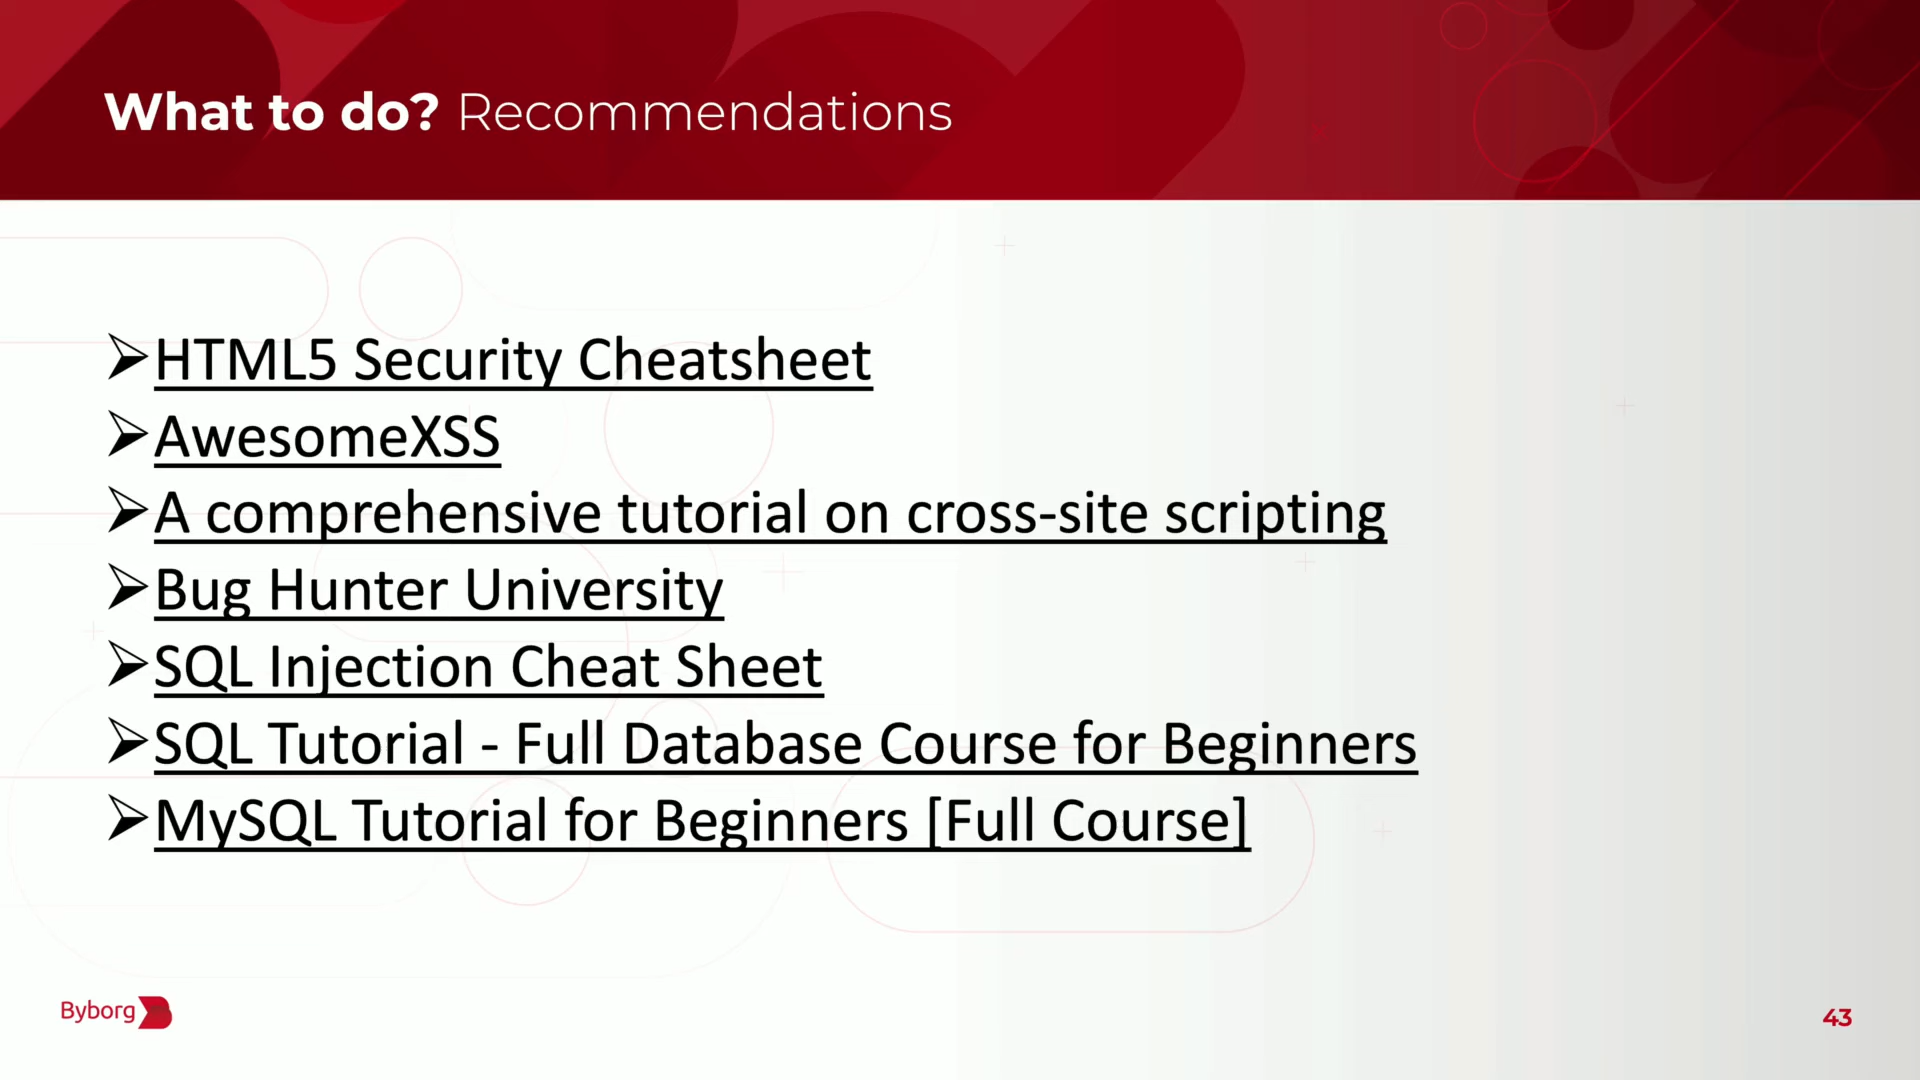 What to do? Recommendations
➢HTML5 Security Cheatsheet
➢AwesomeXSS
➢A comprehensive tutorial on cross-site scripting
➢Bug Hunter University
➢SQL Injection Cheat Sheet
➢SQL Tutorial - Full Database Course for Beginners
➢MySQL Tutorial for Beginners [Full Course]
Byborg
43